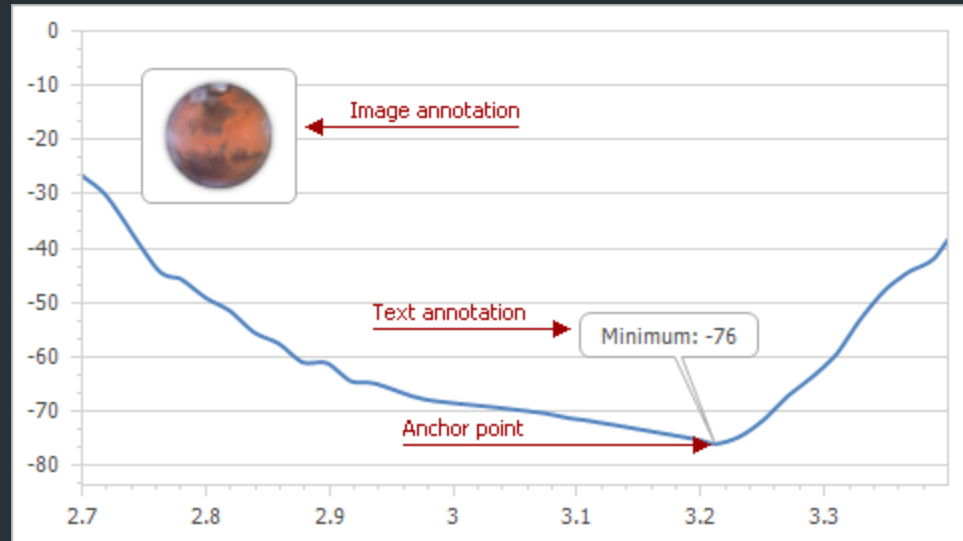 0
-10
Image annotation
-20
-30
-40
-50
Text annotation
Minimum: -76
-60
-70
Anchor point
-80
2.7 2.8 2.9 3 3.1 3.2 3.3